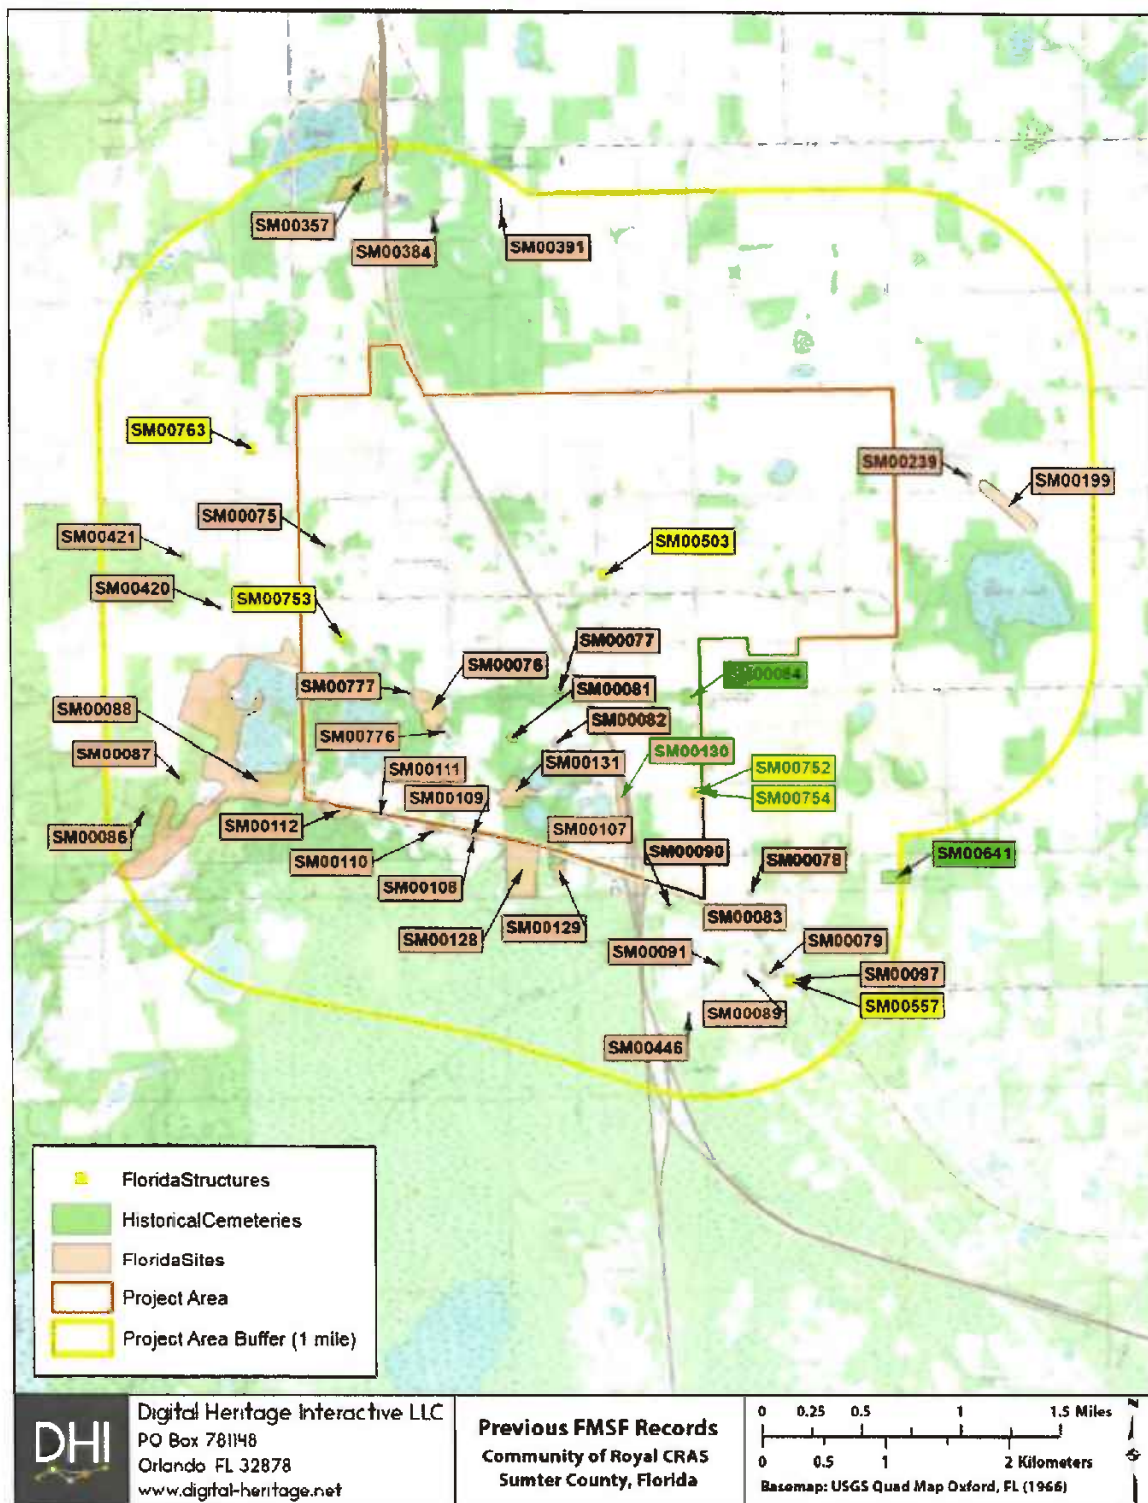 SM00357
SM00384
SM00391
SM00763
SM00239
SM00199
SM00075
SM00421
SM00503
SM00420
SM00753
SM00077
SM00076
SM00777
SM00081
SM00088
SM00082
SM00776
SM00087
SM00130
SM00131
SM00111
SM00752
SM00109
SM00754
SM00112
SM00107
SM00086
SM00090
SM00110
SM00078
SM00641
SM00108
SM00083
SM00128
SM00129
SM00079
SM00091
SM00097
SM00557
SM00089
SM00446
FloridaStructures
HistoricalCemeteries
FloridaSites
Project Area
Project Area Buffer (1 mile)
DHI
Digital Heritage Interactive LLC
PO Box 781148
Orlando FL 32878
www.digital-heritage.net
Previous FMSF Records
Community of Royal CRAS
Sumter County, Florida
0 0.25 0.5 1 1.5 Miles
0 0.5 1 2 Kilometers
Basemap: USGS Quad Map Oxford, FL (1966)
N